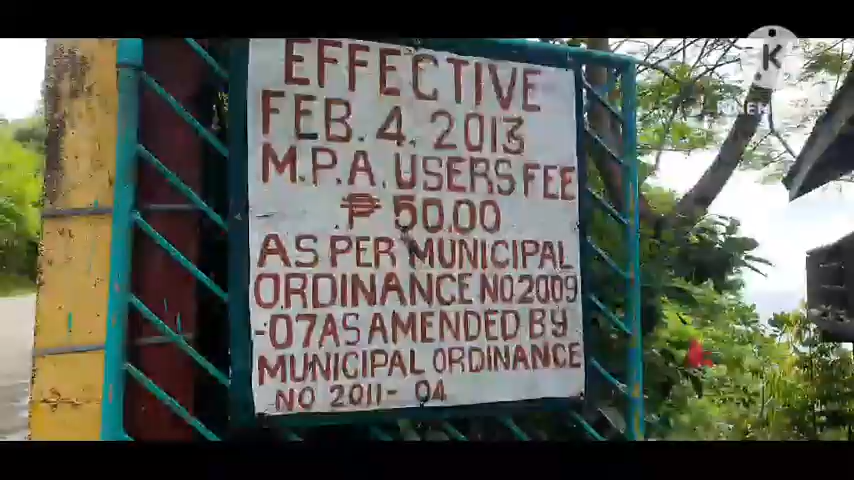 EFFECTIVE
FEB. 4. 2013
M.P.A. USERS FEE
₱ 50.00
AS PER MUNICIPAL
ORDINANCE NO.2009
-07 AS AMENDED BY
MUNICIPAL ORDINANCE
NO 2011- 04
K